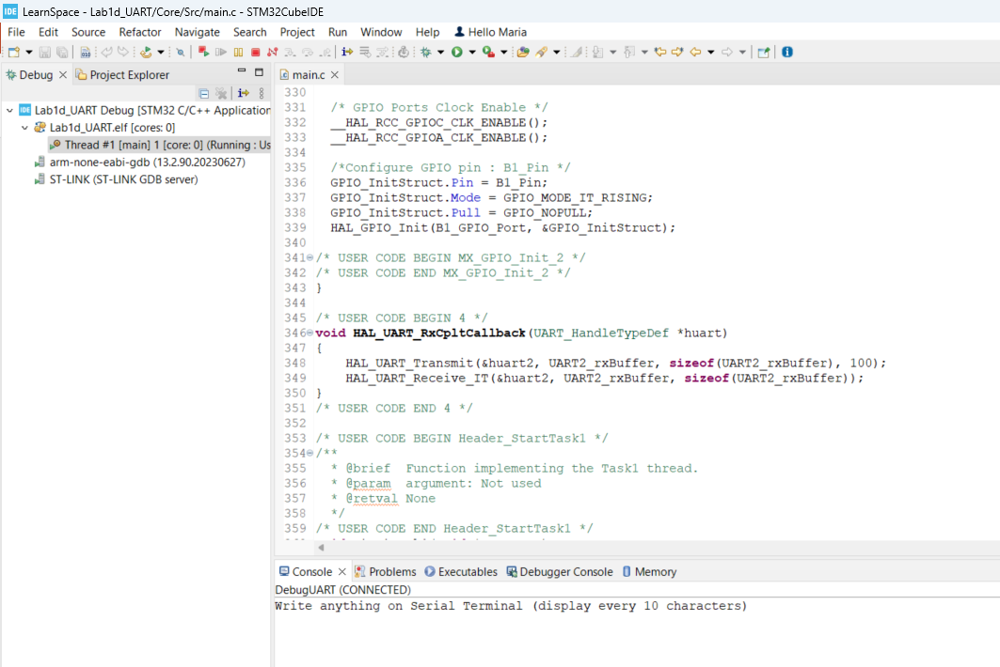 IDE LearnSpace - Lab1d_UART/Core/Src/main.c - STM32CubeIDE
File Edit Source Refactor Navigate Search Project Run Window Help Hello Maria
Debug Project Explorer
main.c
IDE Lab1d_UART Debug [STM32 C/C++ Application
Lab1d_UART.elf [cores: 0]
Thread #1 [main] 1 [core: 0] (Running : Us
arm-none-eabi-gdb (13.2.90.20230627)
ST-LINK (ST-LINK GDB server)
330
331 /* GPIO Ports Clock Enable */
332 __HAL_RCC_GPIOC_CLK_ENABLE();
333 __HAL_RCC_GPIOA_CLK_ENABLE();
334
335 /*Configure GPIO pin : B1_Pin */
336 GPIO_InitStruct.Pin = B1_Pin;
337 GPIO_InitStruct.Mode = GPIO_MODE_IT_RISING;
338 GPIO_InitStruct.Pull = GPIO_NOPULL;
339 HAL_GPIO_Init(B1_GPIO_Port, &GPIO_InitStruct);
340
341 /* USER CODE BEGIN MX_GPIO_Init_2 */
342 /* USER CODE END MX_GPIO_Init_2 */
343 }
344
345 /* USER CODE BEGIN 4 */
346 void HAL_UART_RxCpltCallback(UART_HandleTypeDef *huart)
347 {
348 HAL_UART_Transmit(&huart2, UART2_rxBuffer, sizeof(UART2_rxBuffer), 100);
349 HAL_UART_Receive_IT(&huart2, UART2_rxBuffer, sizeof(UART2_rxBuffer));
350 }
351 /* USER CODE END 4 */
352
353 /* USER CODE BEGIN Header_StartTask1 */
354 /**
355 * @brief Function implementing the Task1 thread.
356 * @param argument: Not used
357 * @retval None
358 */
359 /* USER CODE END Header_StartTask1 */
Console Problems Executables Debugger Console Memory
DebugUART (CONNECTED)
Write anything on Serial Terminal (display every 10 characters)